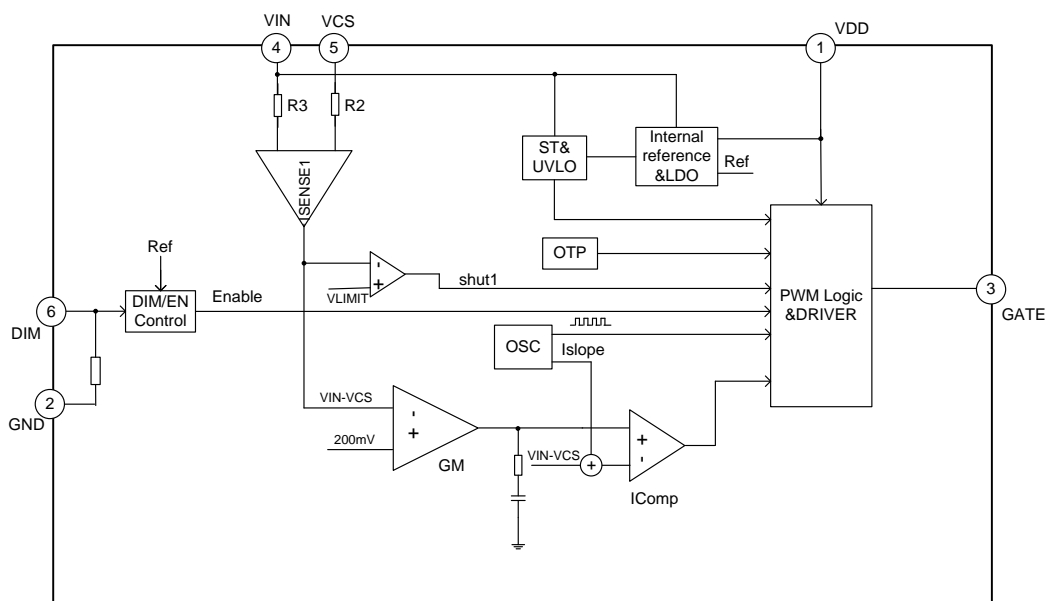 VIN
VCS
VDD
4
5
1
R3
R2
ISENSE1
ST&
UVLO
Internal
reference
&LDO
Ref
OTP
Ref
-
+
VLIMIT
shut1
PWM Logic
&DRIVER
3
GATE
6
DIM
DIM/EN
Control
Enable
OSC
Islope
2
GND
VIN-VCS
-
+
200mV
GM
VIN-VCS
+
+
-
IComp